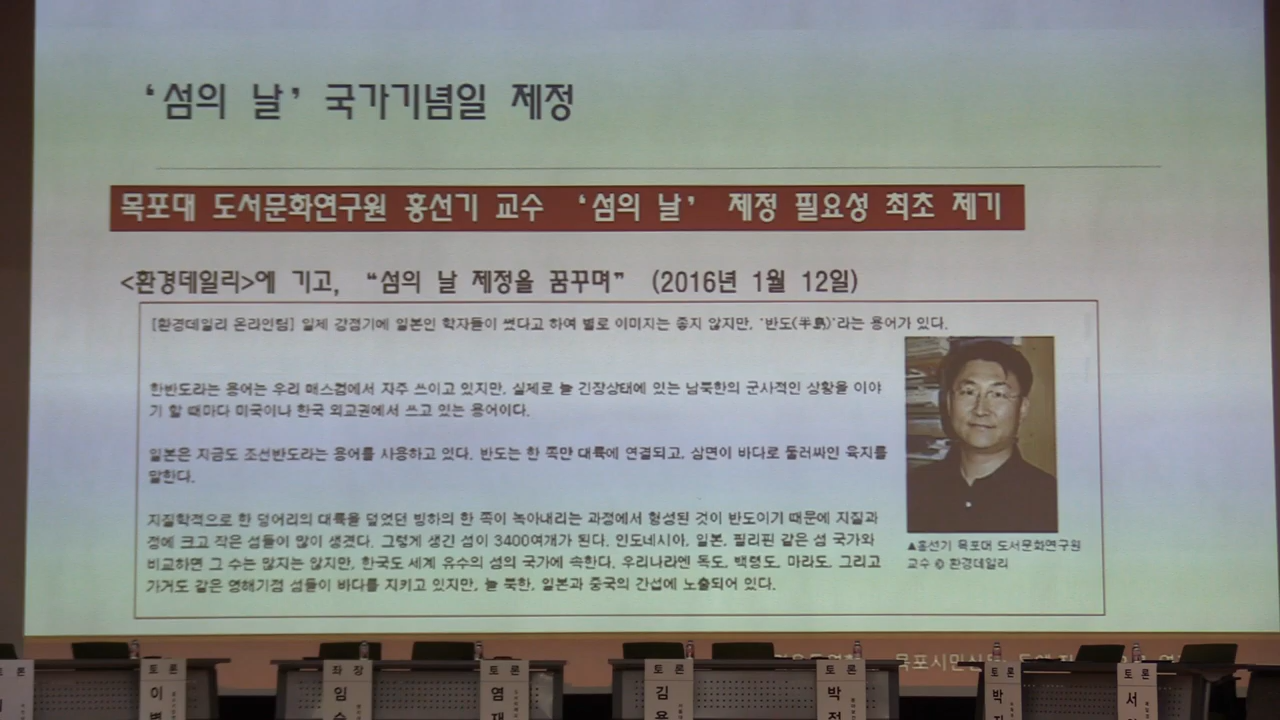 ‘섬의 날’ 국가기념일 제정
목포대 도서문화연구원 홍선기 교수 ‘섬의 날’ 제정 필요성 최초 제기
<환경데일리>에 기고, “섬의 날 제정을 꿈꾸며” (2016년 1월 12일)
[환경데일리 온라인팀] 일제 강점기에 일본인 학자들이 썼다고 하여 별로 이미지는 좋지 않지만, '반도(半島)'라는 용어가 있다.
한반도라는 용어는 우리 매스컴에서 자주 쓰이고 있지만, 실제로 늘 긴장상태에 있는 남북한의 군사적인 상황을 이야
기 할 때마다 미국이나 한국 외교권에서 쓰고 있는 용어이다.
일본은 지금도 조선반도라는 용어를 사용하고 있다. 반도는 한 쪽만 대륙에 연결되고, 삼면이 바다로 둘러싸인 육지를
말한다.
지질학적으로 한 덩어리의 대륙을 덮었던 빙하의 한 쪽이 녹아내리는 과정에서 형성된 것이 반도이기 때문에 지질과
정에 크고 작은 섬들이 많이 생겼다. 그렇게 생긴 섬이 3400여개가 된다. 인도네시아, 일본, 필리핀 같은 섬 국가와
비교하면 그 수는 많지는 않지만, 한국도 세계 유수의 섬의 국가에 속한다. 우리나라엔 독도, 백령도, 마라도, 그리고
가거도 같은 영해기점 섬들이 바다를 지키고 있지만, 늘 북한, 일본과 중국의 간섭에 노출되어 있다.
▲홍선기 목포대 도서문화연구원
교수 © 환경데일리
목포시민신문
토 론
이
좌 장
임
토 론
염
토 론
김
토 론
박
토 론
박
토 론
서